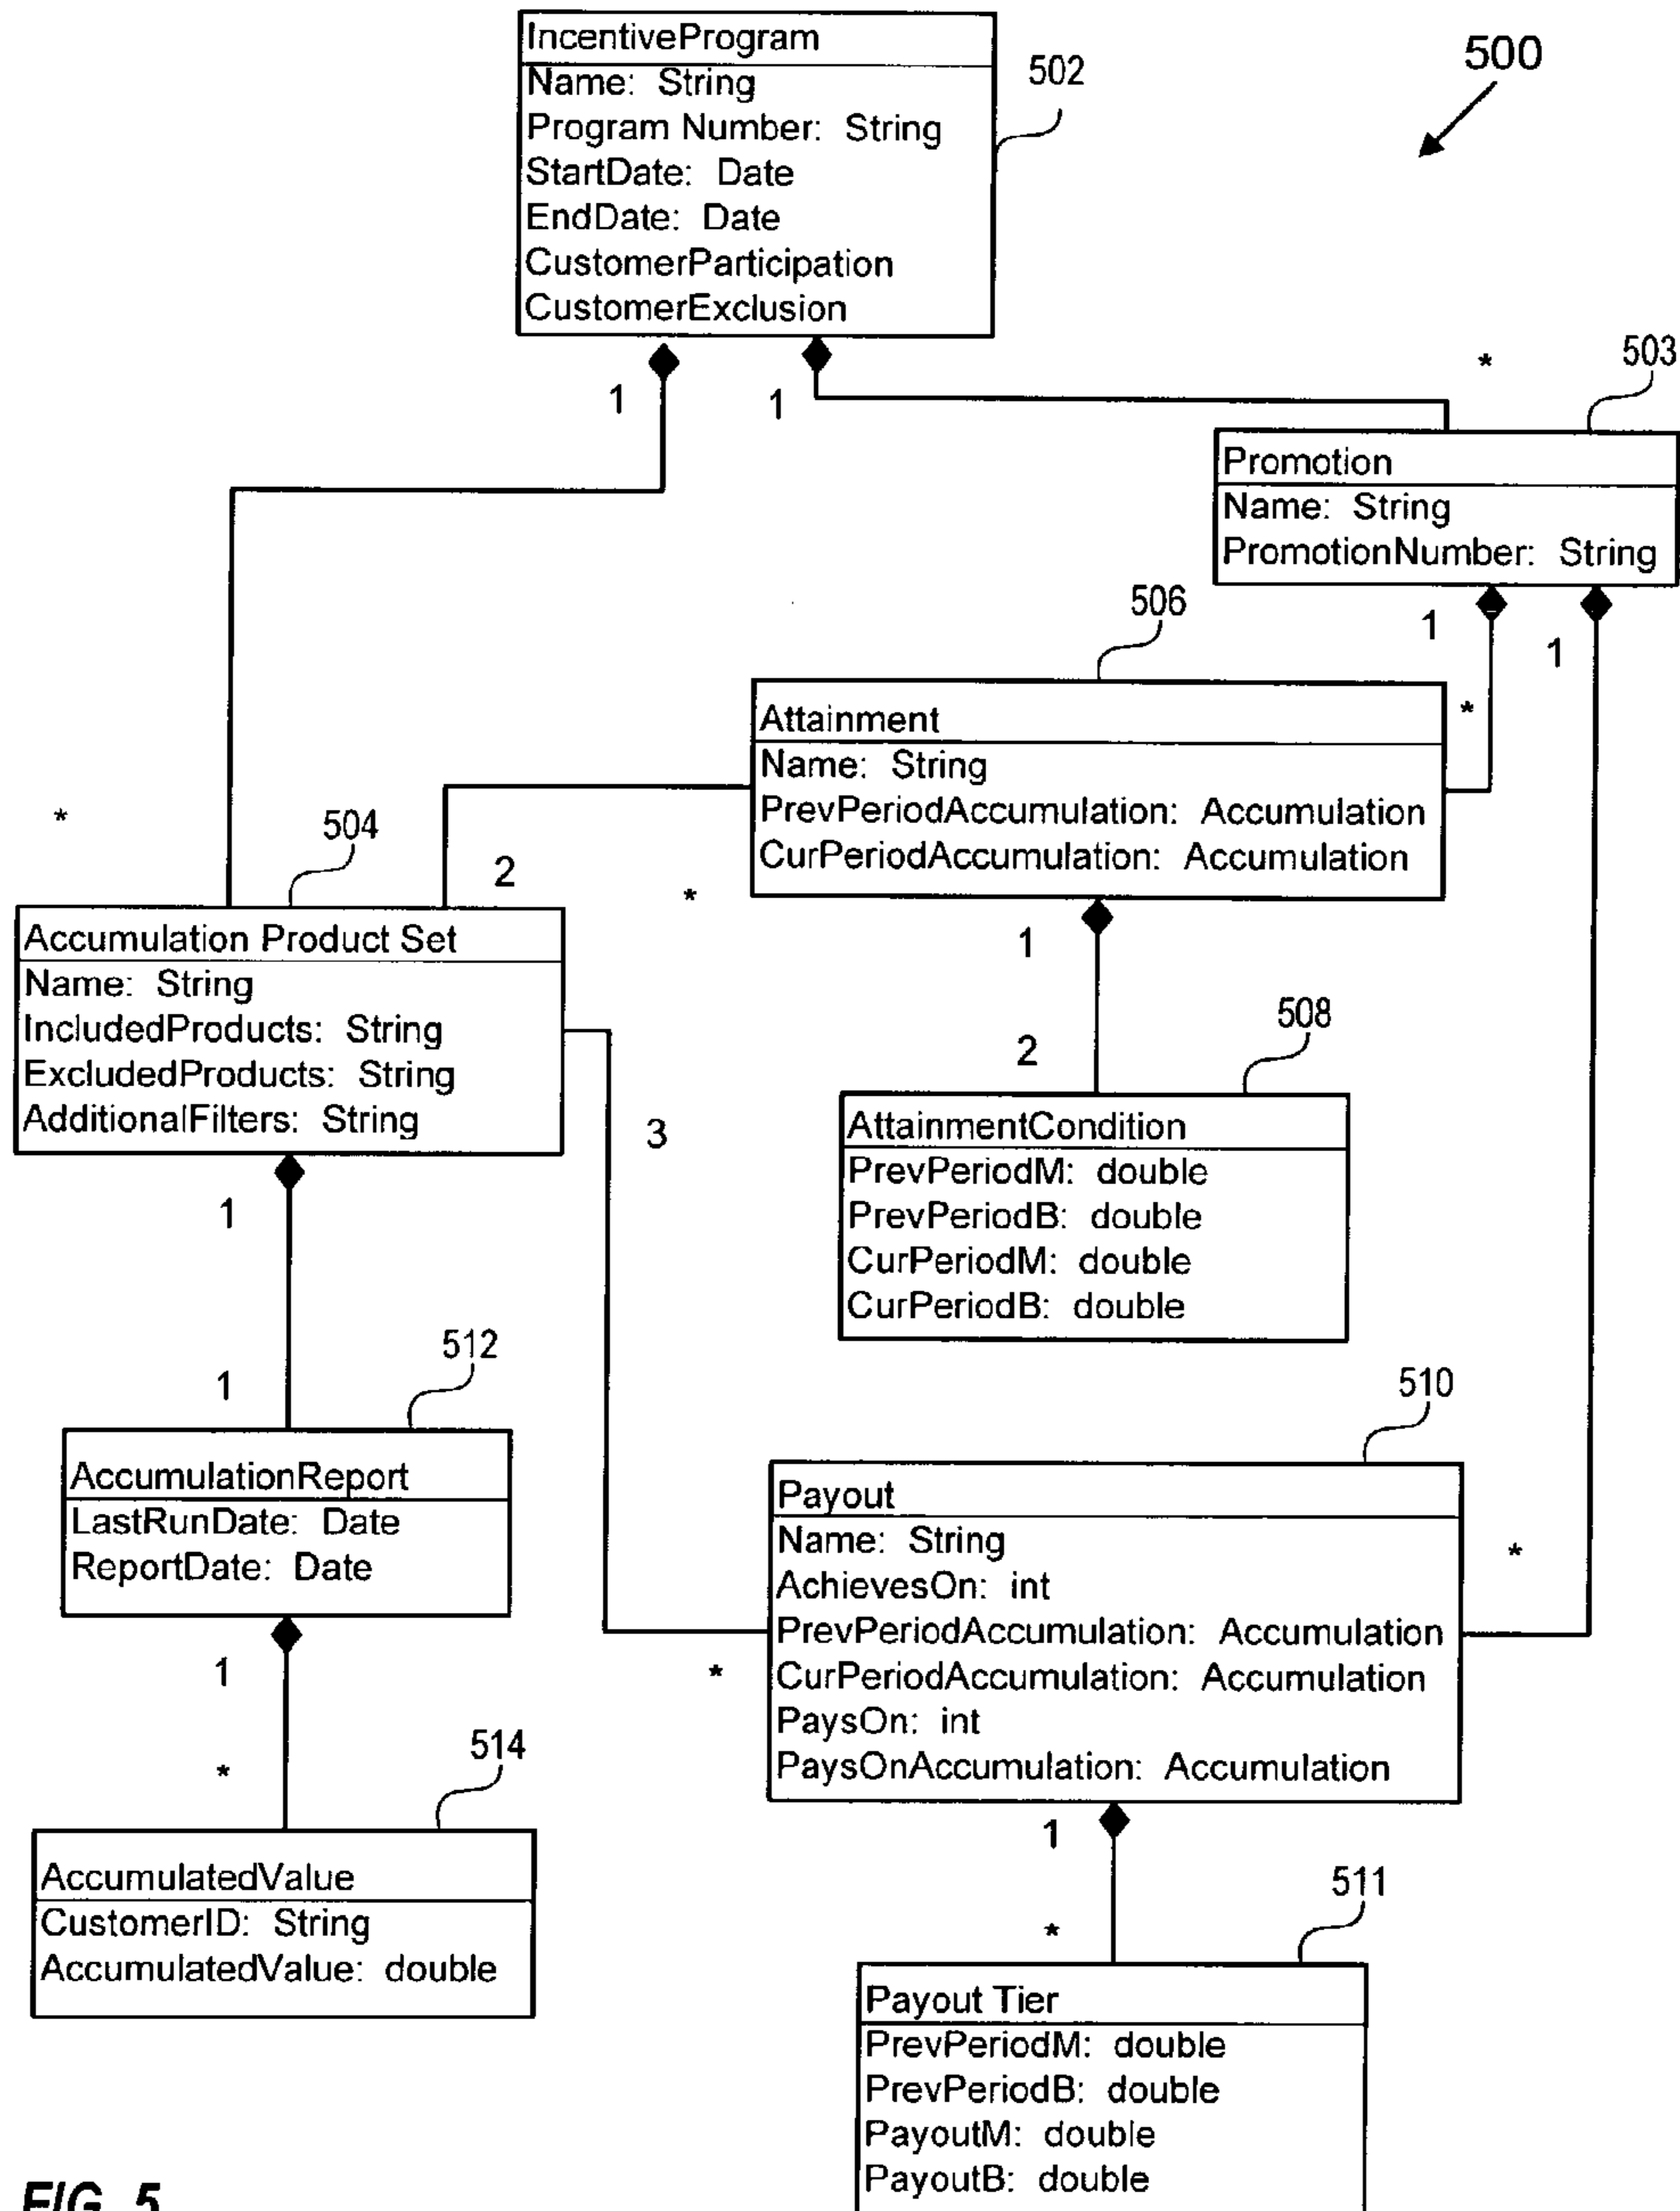 500
IncentiveProgram
Name: String
Program Number: String
StartDate: Date
EndDate: Date
CustomerParticipation
CustomerExclusion
502
1
1
*
503
Promotion
Name: String
PromotionNumber: String
1
1
506
Attainment
Name: String
PrevPeriodAccumulation: Accumulation
CurPeriodAccumulation: Accumulation
*
*
504
2
*
Accumulation Product Set
Name: String
IncludedProducts: String
ExcludedProducts: String
AdditionalFilters: String
1
2
508
3
AttainmentCondition
PrevPeriodM: double
PrevPeriodB: double
CurPeriodM: double
CurPeriodB: double
1
1
512
AccumulationReport
LastRunDate: Date
ReportDate: Date
510
Payout
Name: String
AchievesOn: int
PrevPeriodAccumulation: Accumulation
CurPeriodAccumulation: Accumulation
PaysOn: int
PaysOnAccumulation: Accumulation
*
*
1
*
514
AccumulatedValue
CustomerID: String
AccumulatedValue: double
1
*
511
Payout Tier
PrevPeriodM: double
PrevPeriodB: double
PayoutM: double
PayoutB: double
FIG. 5